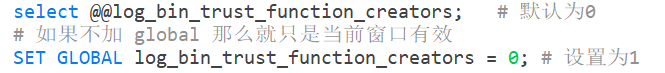 select @@log_bin_trust_function_creators;   # 默认为0
# 如果不加 global 那么就只是当前窗口有效
SET GLOBAL log_bin_trust_function_creators = 0; # 设置为1